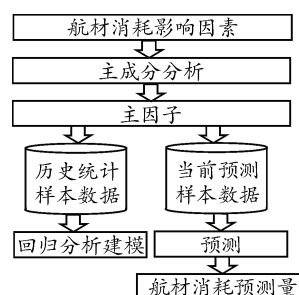 航材消耗影响因素
主成分分析
主因子
历史统计
样本数据
当前预测
样本数据
回归分析建模
预测
航材消耗预测量